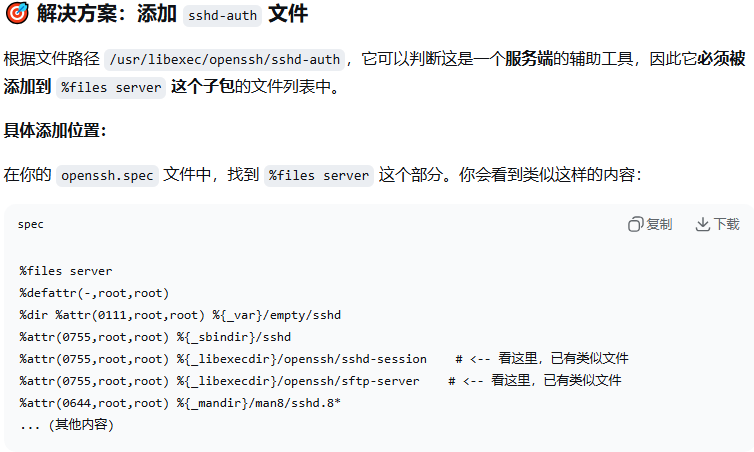 🎯 解决方案：添加 sshd-auth 文件
根据文件路径 /usr/libexec/openssh/sshd-auth，它可以判断这是一个服务端的辅助工具，因此它必须被
添加到 %files server 这个子包的文件列表中。
具体添加位置：
在你的 openssh.spec 文件中，找到 %files server 这个部分。你会看到类似这样的内容：
spec 复制 下载
%files server
%defattr(-,root,root)
%dir %attr(0111,root,root) %{_var}/empty/sshd
%attr(0755,root,root) %{_sbindir}/sshd
%attr(0755,root,root) %{_libexecdir}/openssh/sshd-session    # <-- 看这里，已有类似文件
%attr(0755,root,root) %{_libexecdir}/openssh/sftp-server    # <-- 看这里，已有类似文件
%attr(0644,root,root) %{_mandir}/man8/sshd.8*
... (其他内容)